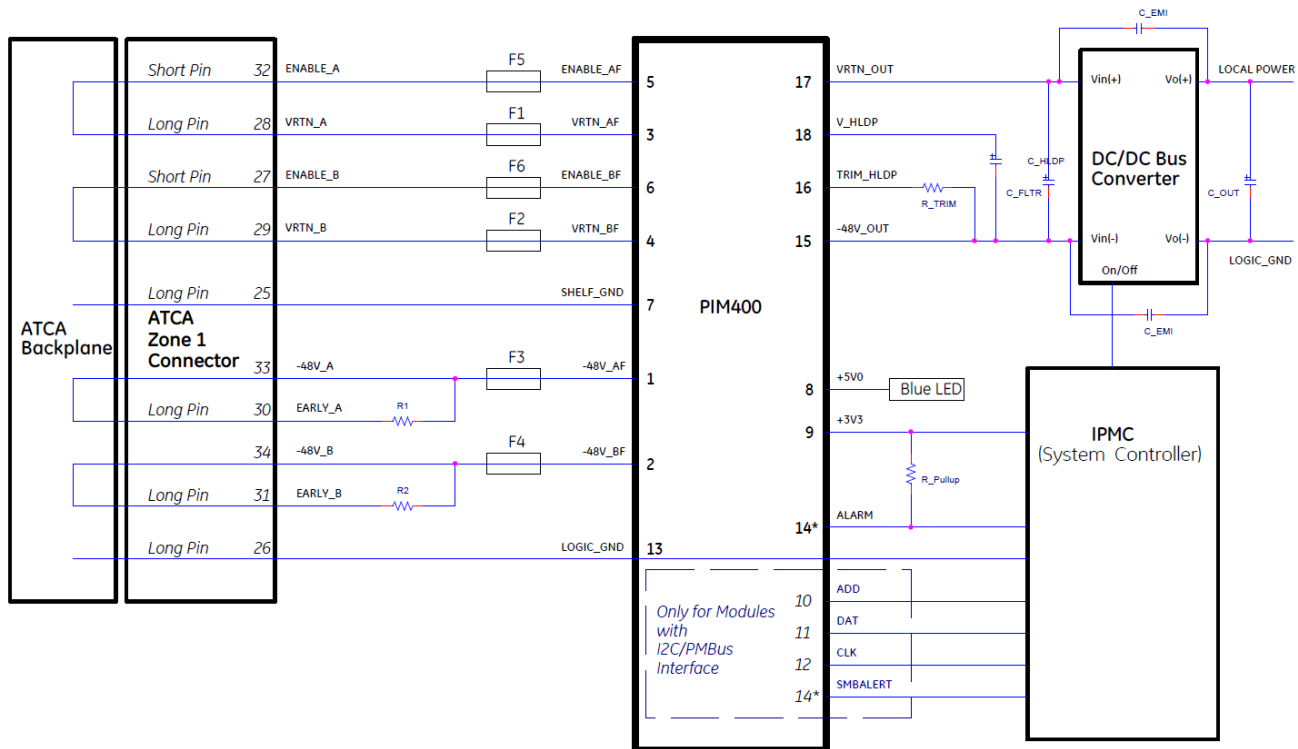 C_EMI
Short Pin 32 ENABLE_A F5 ENABLE_AF 5 17 VRTN_OUT Vin(+) Vo(+) LOCAL POWER
Long Pin 28 VRTN_A F1 VRTN_AF 3 18 V_HLDP
Short Pin 27 ENABLE_B F6 ENABLE_BF 6 16 TRIM_HLDP R_TRIM
C_HLDP
C_FLTR
DC/DC Bus
Converter
C_OUT
Long Pin 29 VRTN_B F2 VRTN_BF 4 15 -48V_OUT Vin(-) Vo(-)
LOGIC_GND
On/Off
Long Pin 25 SHELF_GND 7
PIM400
C_EMI
ATCA
Backplane
ATCA
Zone 1
Connector
33 -48V_A F3 -48V_AF 1
8 +5V0 Blue LED
Long Pin 30 EARLY_A R1
9 +3V3
IPMC
(System Controller)
34 -48V_B F4 -48V_BF 2
R_Pullup
Long Pin 31 EARLY_B R2
14* ALARM
Long Pin 26 LOGIC_GND 13
Only for Modules
with
I2C/PMBus
Interface
10 ADD
11 DAT
12 CLK
14* SMBALERT